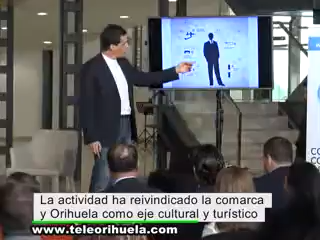 La actividad ha reivindicado la comarca
y Orihuela como eje cultural y turístico
www.teleorihuela.com